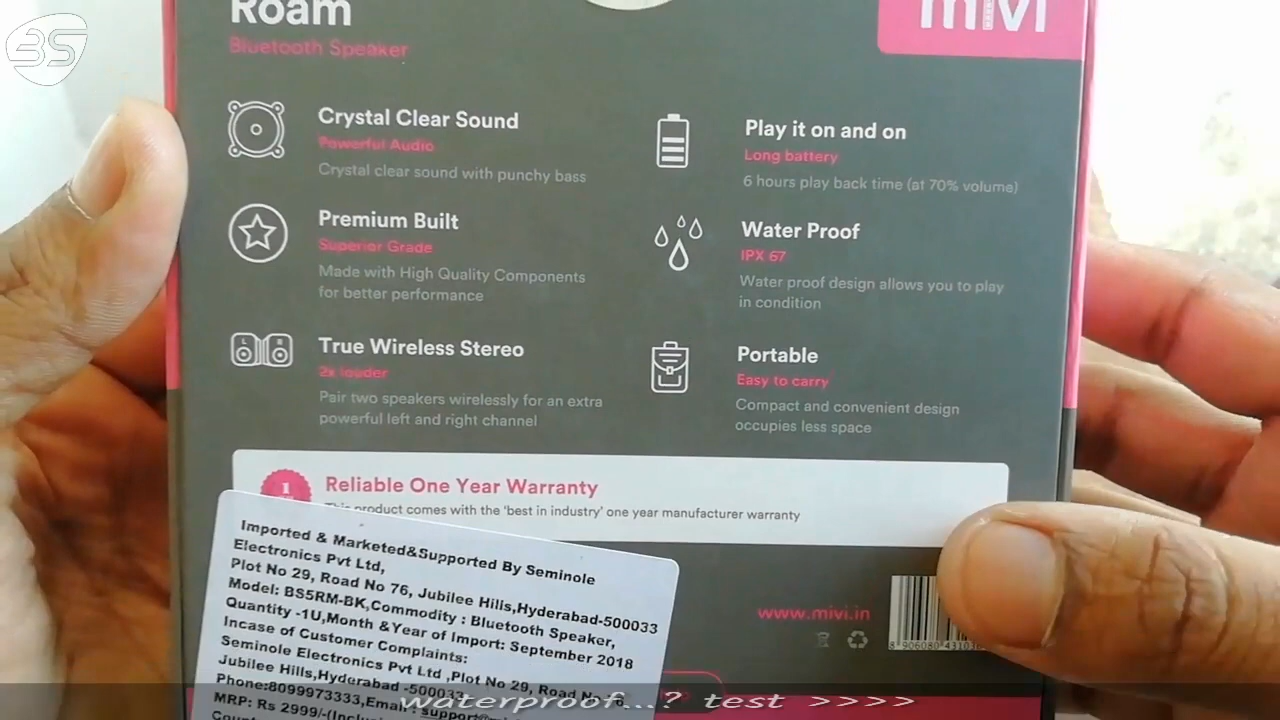 BS
Roam
mivi
Bluetooth Speaker
Crystal Clear Sound
Powerful Audio
Crystal clear sound with punchy bass
Play it on and on
Long battery
6 hours play back time (at 70% volume)
Premium Built
Superior Grade
Made with High Quality Components
for better performance
Water Proof
IPX 67
Water proof design allows you to play
in condition
L R
True Wireless Stereo
2x louder
Pair two speakers wirelessly for an extra
powerful left and right channel
Portable
Easy to carry
Compact and convenient design
occupies less space
1
Reliable One Year Warranty
This product comes with the 'best in industry' one year manufacturer warranty
Imported & Marketed&Supported By Seminole
Electronics Pvt Ltd,
Plot No 29, Road No 76, Jubilee Hills,Hyderabad-500033
Model: BS5RM-BK,Commodity : Bluetooth Speaker,
Quantity -1U,Month &Year of Import: September 2018
Incase of Customer Complaints:
Seminole Electronics Pvt Ltd ,Plot No 29, Road No 76,
Jubilee Hills,Hyderabad -500033
Phone:8099973333,Email
MRP: Rs 2999/-
www.mivi.in
8 906080 43103
waterproof...? test >>>>